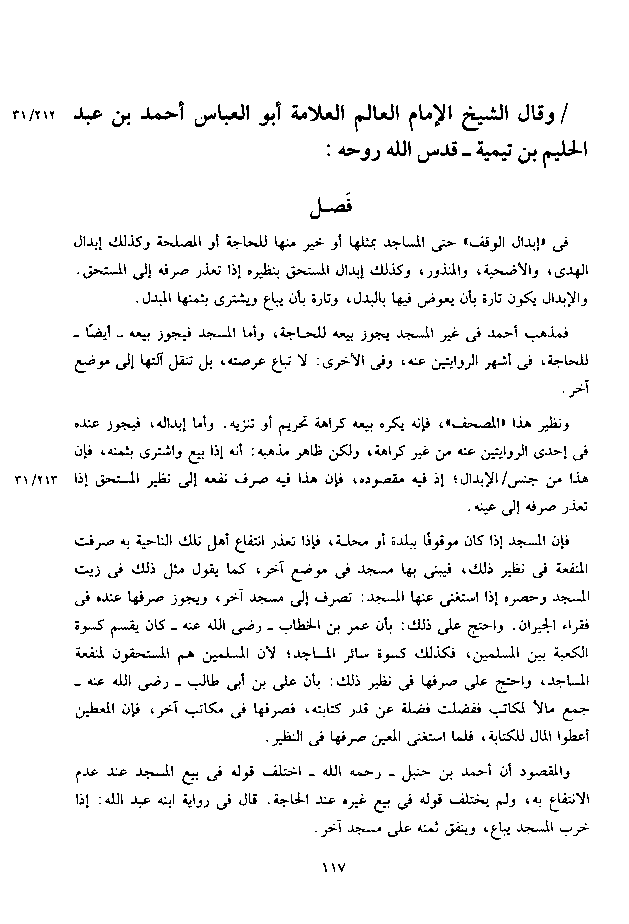 / وقال الشيخ الإمام العالم العلامة أبو العباس أحمد بن عبد ٣١/٢١٢
الحليم بن تيمية ـ قدس الله روحه :
فَصـل
فى «إبدال الوقف» حتى المساجد بمثلها أو خير منها للحاجة أو المصلحة وكذلك إبدال
الهدى، والأضحية، والمنذور، وكذلك إبدال المستحق بنظيره إذا تعذر صرفه إلى المستحق.
والإبدال يكون تارة بأن يعوض فيها بالبدل، وتارة بأن يباع ويشترى بثمنها المبدل.
فمذهب أحمد فى غير المسجد يجوز بيعه للحـاجة، وأما المسجد فيجوز بيعه ـ أيضًا ـ
للحاجة، فى أشهر الروايتين عنه، وفى الأخرى: لا تباع عرصته، بل تنقل آلتها إلى موضع
آخر.
ونظير هذا «المصحف»، فإنه يكره بيعه كراهة تحريم أو تنزيه. وأما إبداله، فيجوز عنده
فى إحدى الروايتين عنه من غير كراهة، ولكن ظاهر مذهبه: أنه إذا بيع واشترى بثمنه، فإن
هذا من جنس/ الإبدال؛ إذ فيه مقصوده، فإن هذا فيه صرف نفعه إلى نظير المستحق إذا ٣١/٢١٣
تعذر صرفه إلى عينه.
فإن المسجد إذا كان موقوفًا ببلدة أو محلـة، فإذا تعذر انتفاع أهل تلك الناحية به صرفت
المنفعة فى نظير ذلك، فيبنى بها مسجد فى موضع آخر، كما يقول مثل ذلك فى زيت
المسجد وحصره إذا استغنى عنها المسجد: تصرف إلى مسجد آخر، ويجوز صرفها عنده فى
فقراء الجيران. واحتج على ذلك: بأن عمر بن الخطاب ـ رضى الله عنه ـ كان يقسم كسوة
الكعبة بين المسلمين، فكذلك كسوة سائر المساجد؛ لأن المسلمين هم المستحقون لمنفعة
المساجد، واحتج على صرفها فى نظير ذلك: بأن على بن أبى طالب ـ رضى الله عنه ـ
جمع مالاً لمكاتب ففضلت فضلة عن قدر كتابته، فصرفها فى مكاتب آخر، فإن المعطين
أعطوا المال للكتابة، فلما استغنى المعين صرفها فى النظير.
والمقصود أن أحمد بن حنبل ـ رحمه الله ـ اختلف قوله فى بيع المسجد عند عدم
الانتفاع به، ولم يختلف قوله فى بيع غيره عند الحاجة. قال فى رواية ابنه عبد الله: إذا
خرب المسجد يباع، وينفق ثمنه على مسجد آخر.
١١٧